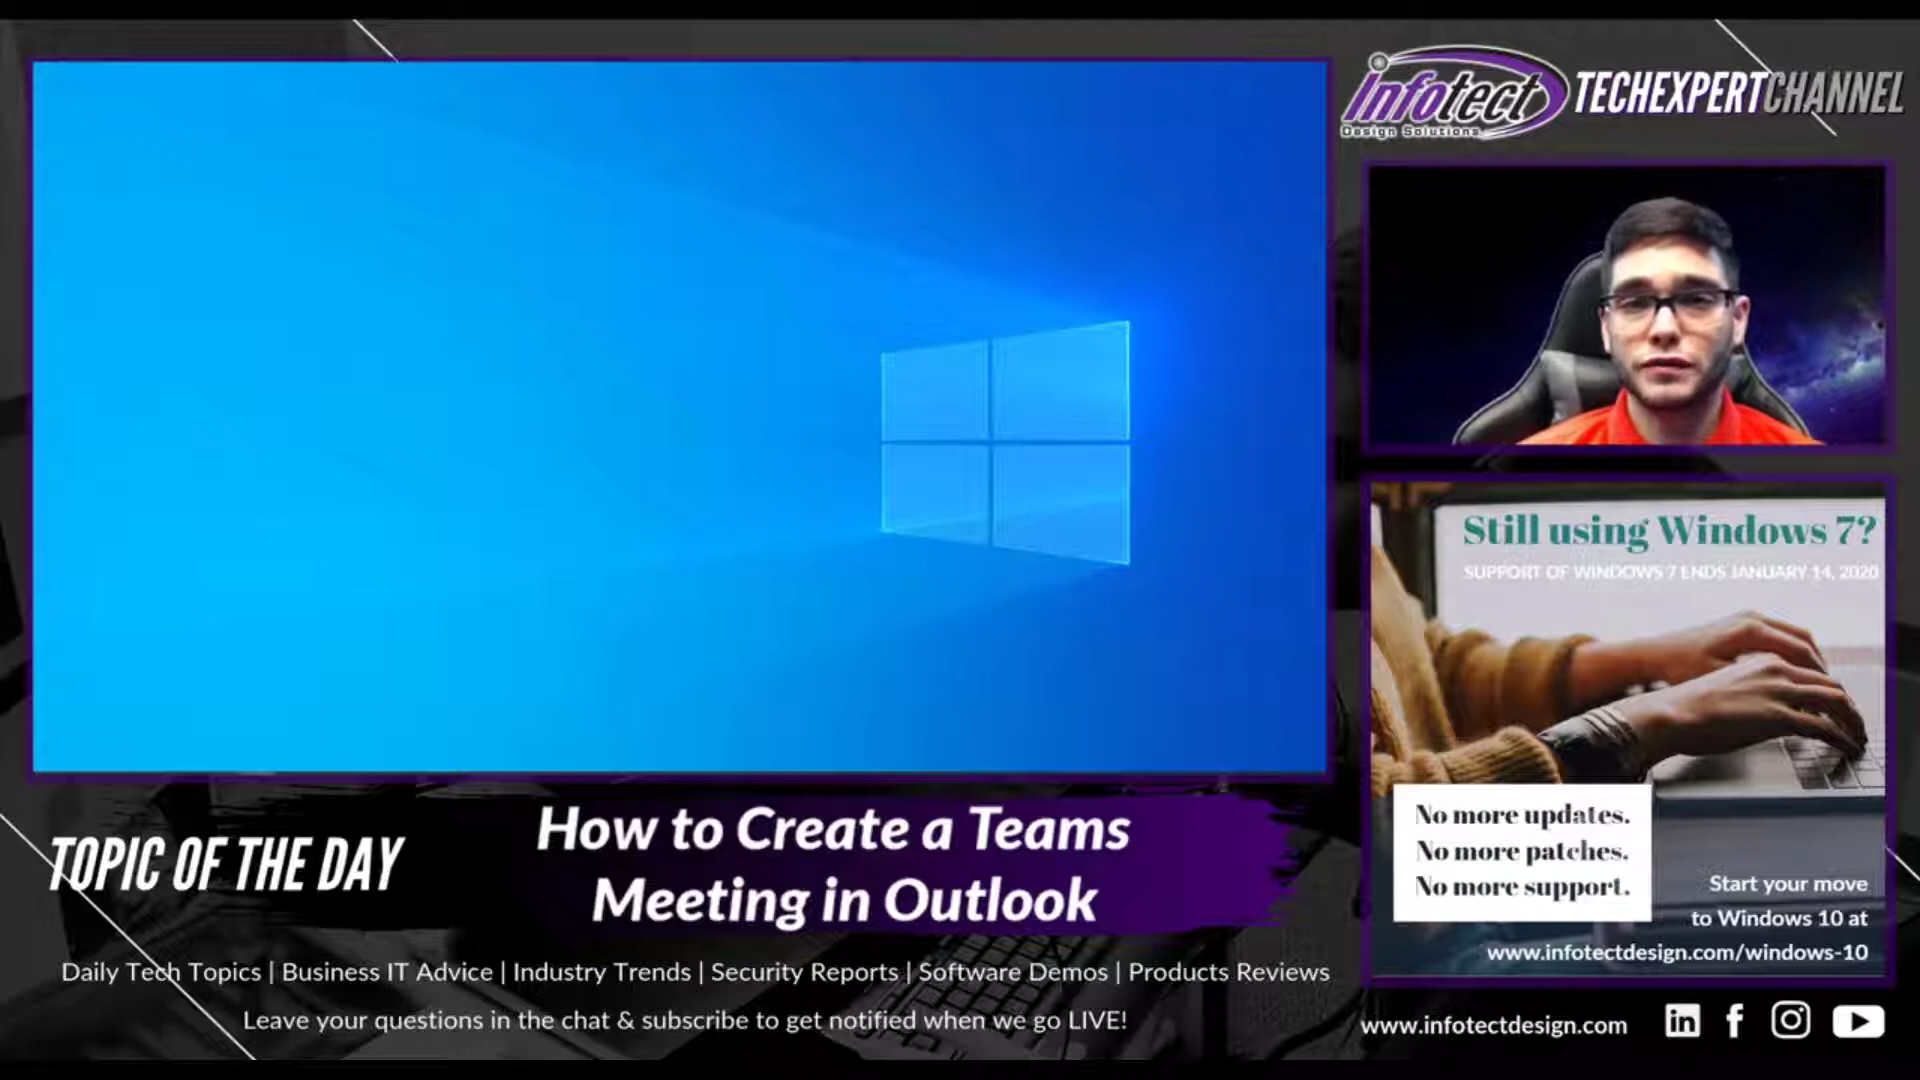 Infotect
Design Solutions
TECHEXPERTCHANNEL
Still using Windows 7?
SUPPORT OF WINDOWS 7 ENDS JANUARY 14, 2020
No more updates.
No more patches.
No more support.
Start your move
to Windows 10 at
www.infotectdesign.com/windows-10
TOPIC OF THE DAY
How to Create a Teams
Meeting in Outlook
Daily Tech Topics | Business IT Advice | Industry Trends | Security Reports | Software Demos | Products Reviews
Leave your questions in the chat & subscribe to get notified when we go LIVE!
www.infotectdesign.com